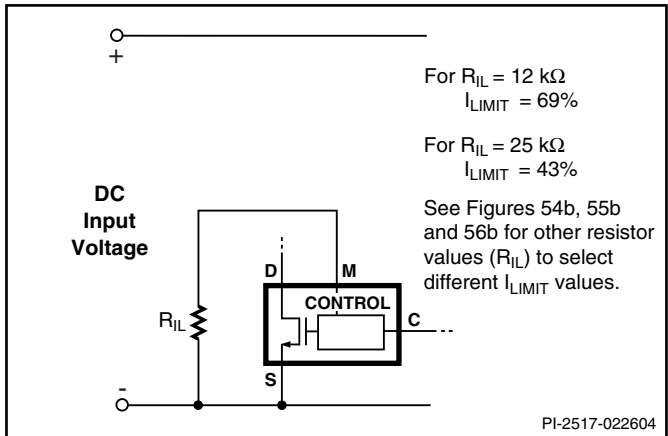 +
For R_IL = 12 kΩ
I_LIMIT = 69%
For R_IL = 25 kΩ
I_LIMIT = 43%
See Figures 54b, 55b
and 56b for other resistor
values (R_IL) to select
different I_LIMIT values.
DC
Input
Voltage
D M
CONTROL
C
R_IL
S
-
PI-2517-022604